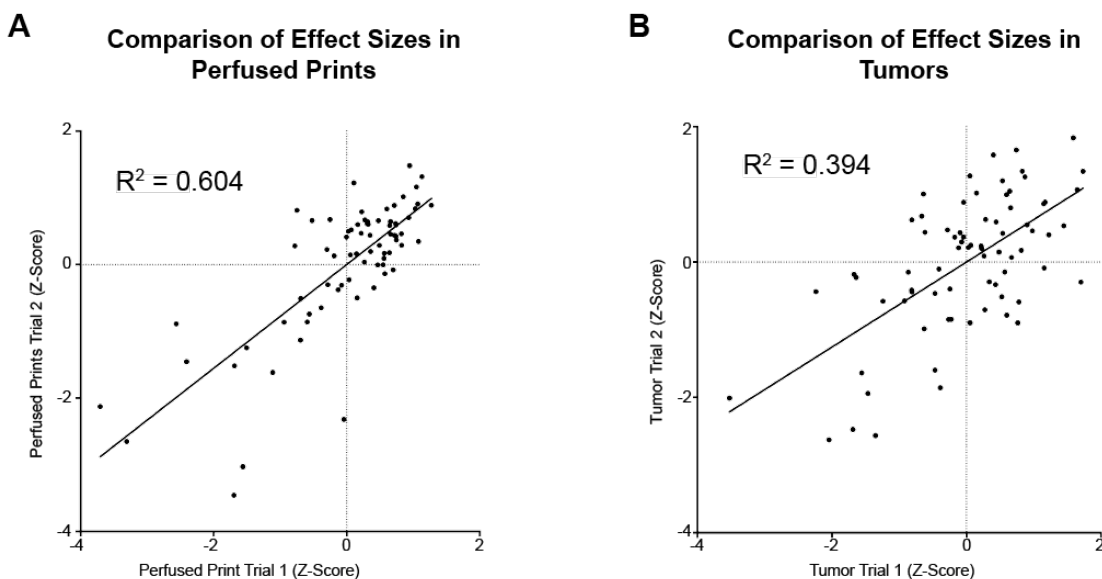 A
Comparison of Effect Sizes in
Perfused Prints
R² = 0.604
Perfused Prints Trial 2 (Z-Score)
2
0
-2
-4
-4
-2
0
2
Perfused Print Trial 1 (Z-Score)
B
Comparison of Effect Sizes in
Tumors
R² = 0.394
Tumor Trial 2 (Z-Score)
2
0
-2
-4
-4
-2
0
2
Tumor Trial 1 (Z-Score)